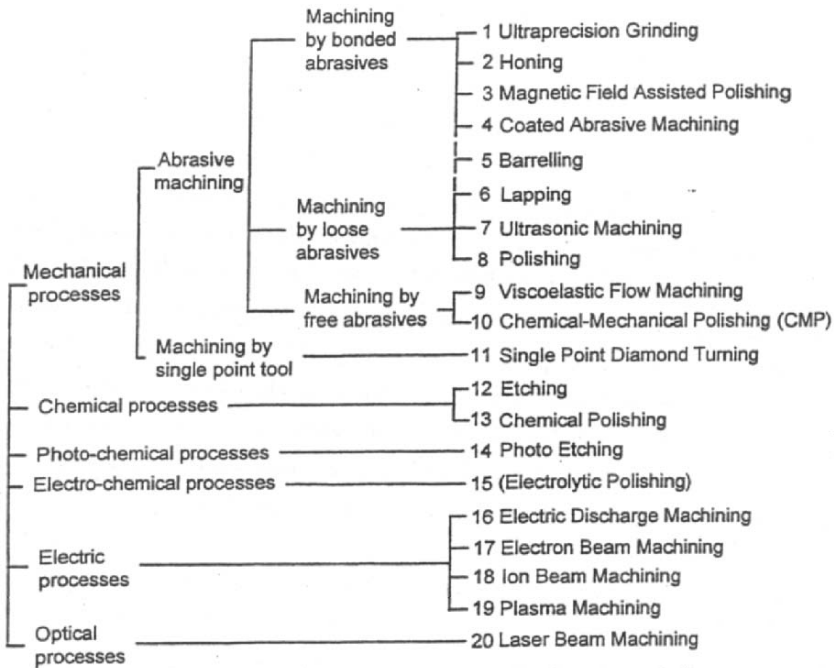 Machining
by bonded
abrasives
1 Ultraprecision Grinding
2 Honing
3 Magnetic Field Assisted Polishing
4 Coated Abrasive Machining
Abrasive
machining
5 Barrelling
Machining
by loose
abrasives
6 Lapping
7 Ultrasonic Machining
8 Polishing
Mechanical
processes
Machining by
free abrasives
9 Viscoelastic Flow Machining
10 Chemical-Mechanical Polishing (CMP)
Machining by
single point tool
11 Single Point Diamond Turning
Chemical processes
12 Etching
13 Chemical Polishing
Photo-chemical processes
14 Photo Etching
Electro-chemical processes
15 (Electrolytic Polishing)
Electric
processes
16 Electric Discharge Machining
17 Electron Beam Machining
18 Ion Beam Machining
19 Plasma Machining
Optical
processes
20 Laser Beam Machining